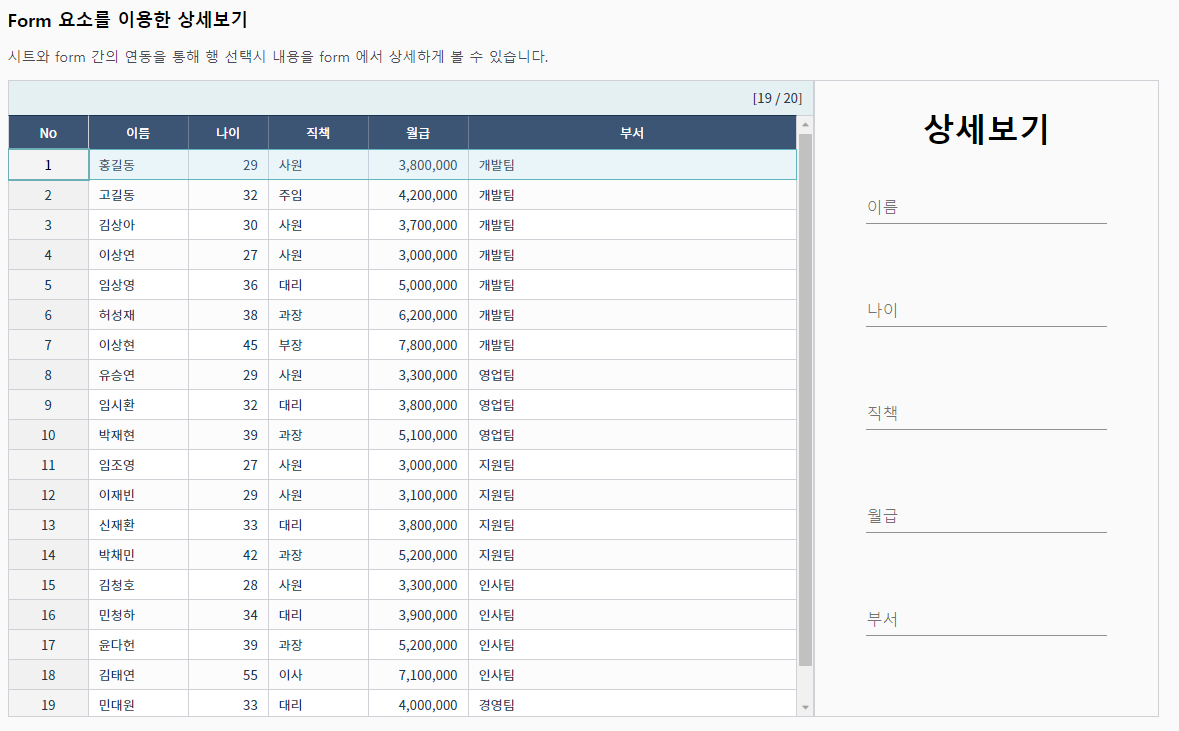 Form 요소를 이용한 상세보기
시트와 form 간의 연동을 통해 행 선택시 내용을 form 에서 상세하게 볼 수 있습니다.
[19 / 20]
No 이름 나이 직책 월급 부서
1 홍길동 29 사원 3,800,000 개발팀
2 고길동 32 주임 4,200,000 개발팀
3 김상아 30 사원 3,700,000 개발팀
4 이상연 27 사원 3,000,000 개발팀
5 임상영 36 대리 5,000,000 개발팀
6 허성재 38 과장 6,200,000 개발팀
7 이상현 45 부장 7,800,000 개발팀
8 유승연 29 사원 3,300,000 영업팀
9 임시환 32 대리 3,800,000 영업팀
10 박재현 39 과장 5,100,000 영업팀
11 임조영 27 사원 3,000,000 지원팀
12 이재빈 29 사원 3,100,000 지원팀
13 신재환 33 대리 3,800,000 지원팀
14 박채민 42 과장 5,200,000 지원팀
15 김청호 28 사원 3,300,000 인사팀
16 민청하 34 대리 3,900,000 인사팀
17 윤다헌 39 과장 5,200,000 인사팀
18 김태연 55 이사 7,100,000 인사팀
19 민대원 33 대리 4,000,000 경영팀
상세보기
이름
나이
직책
월급
부서